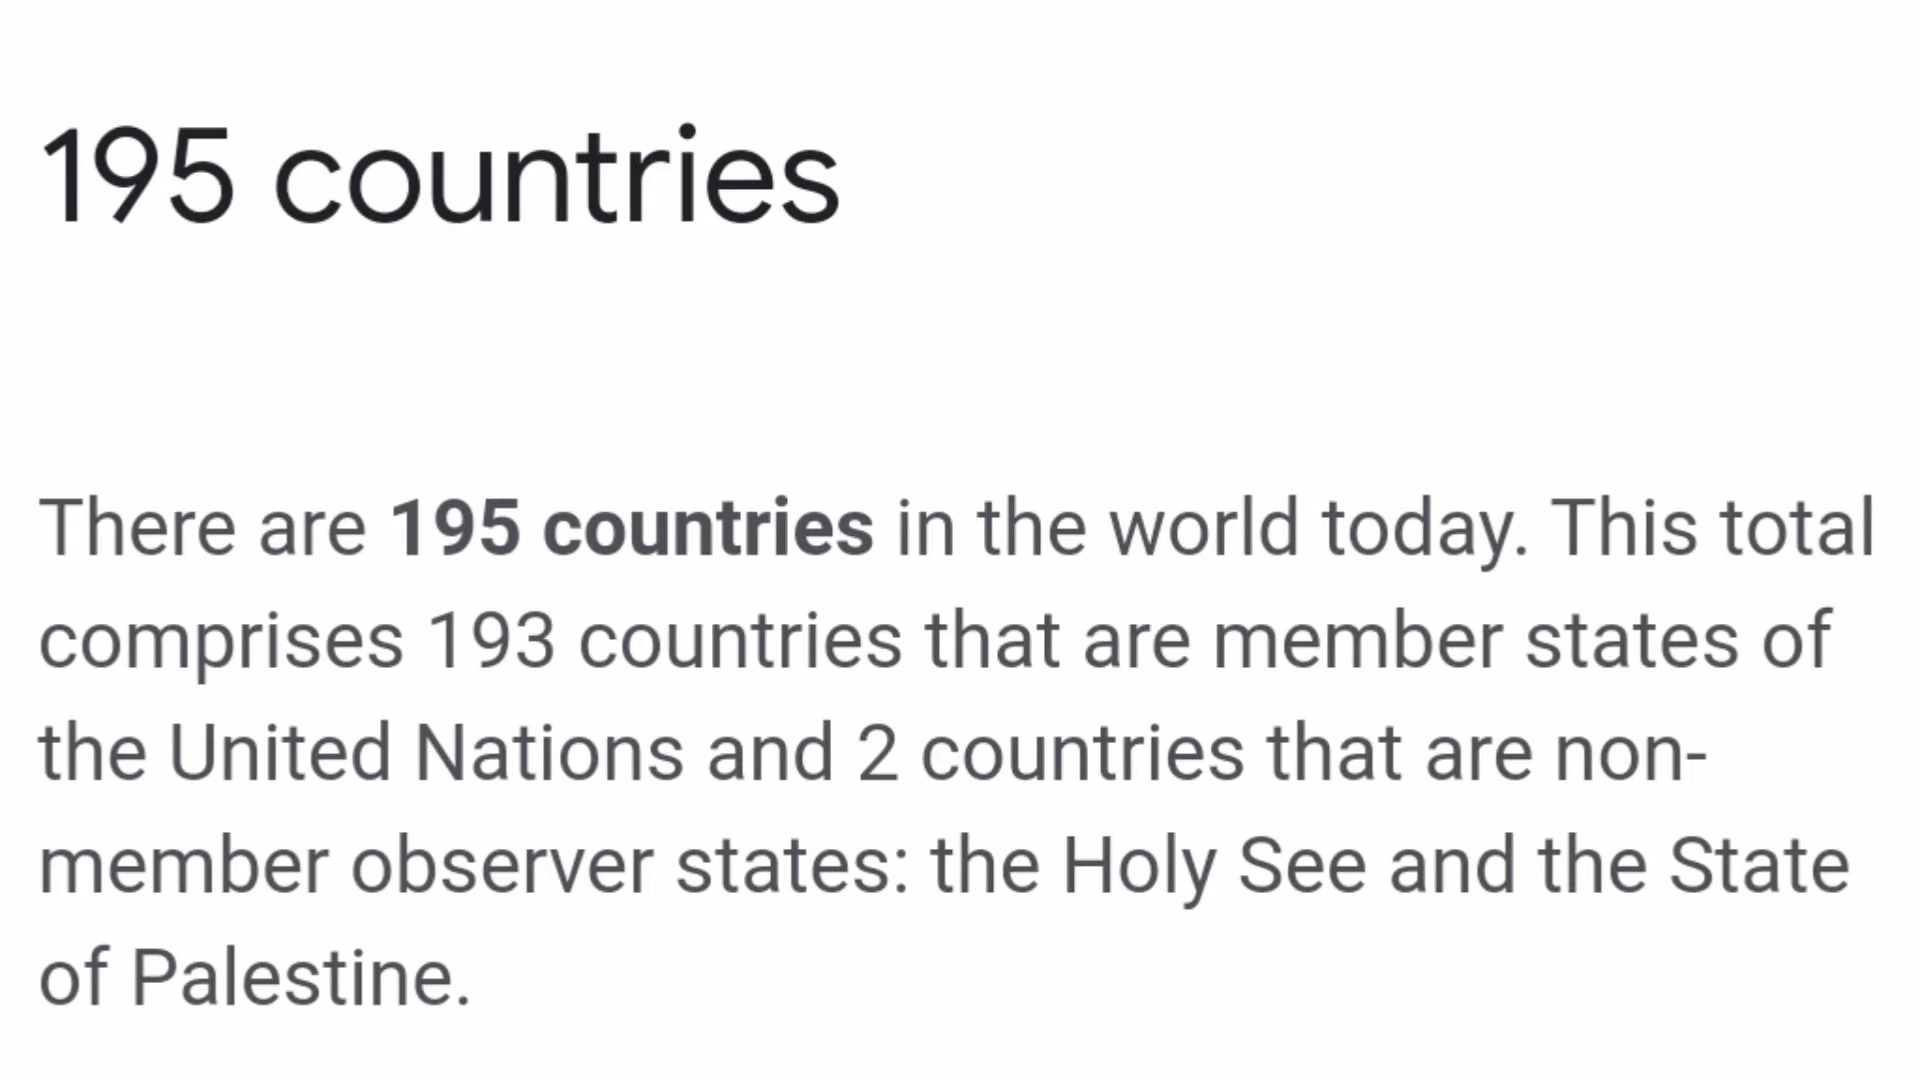 195 countries
There are 195 countries in the world today. This total
comprises 193 countries that are member states of
the United Nations and 2 countries that are non-
member observer states: the Holy See and the State
of Palestine.